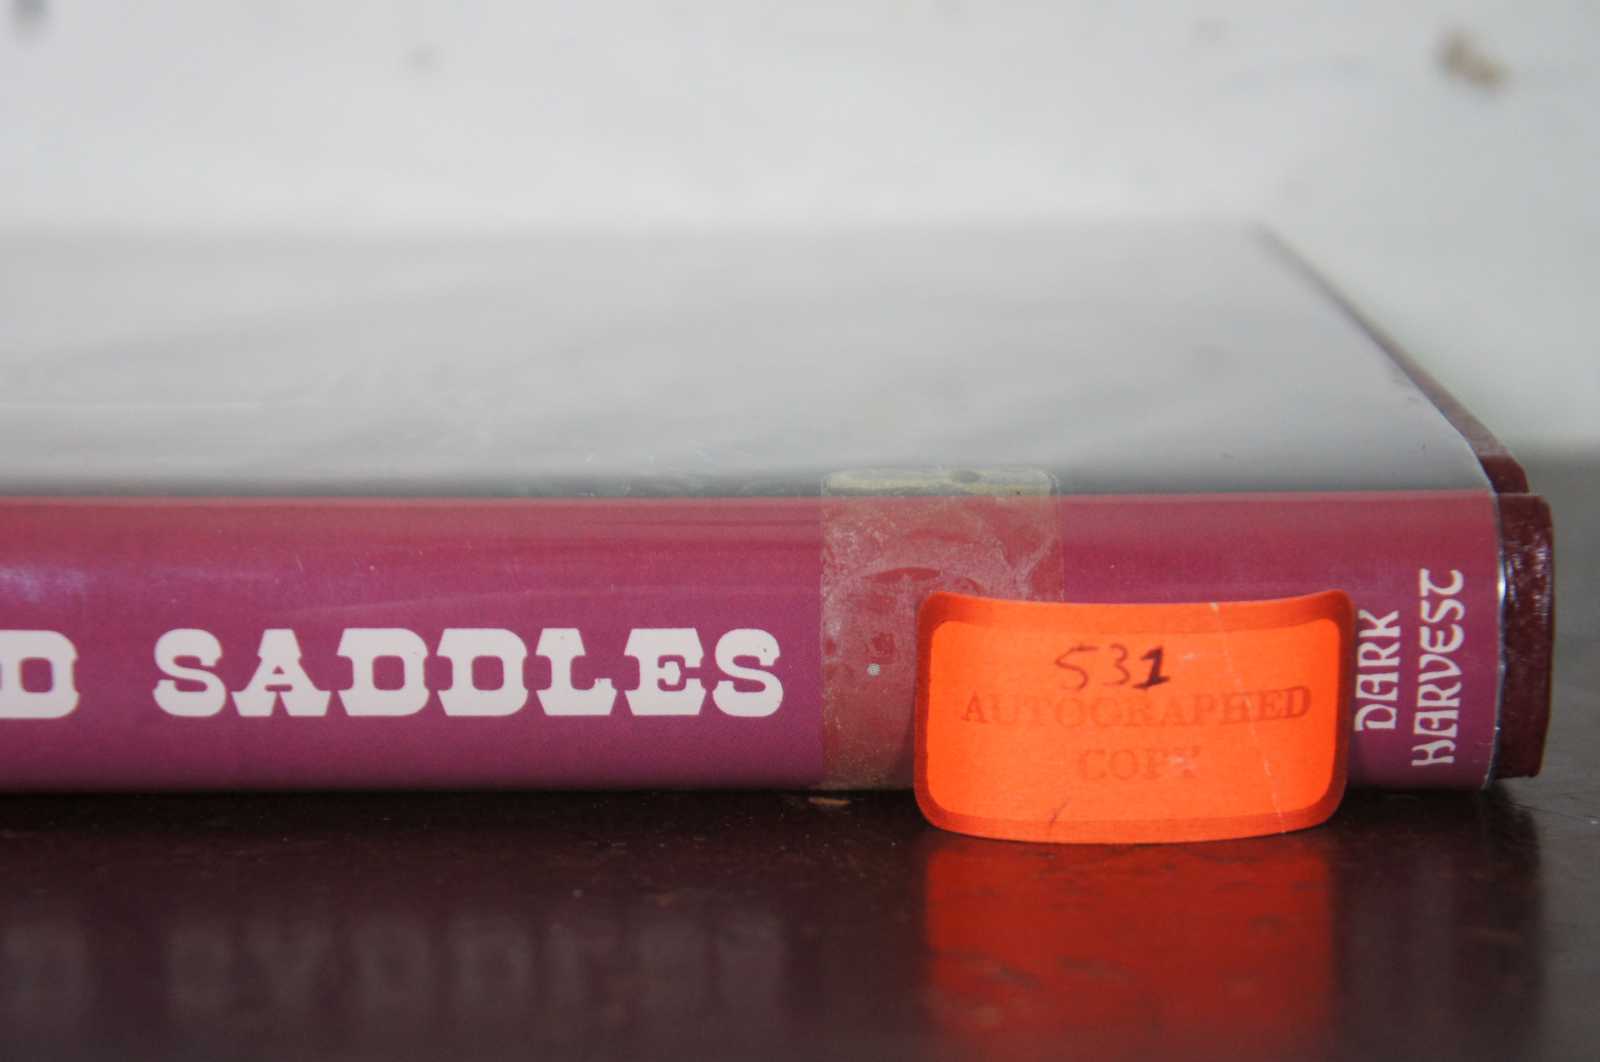 D SADDLES
531
AUTOGRAPHED
COPY
DARK
HARVEST